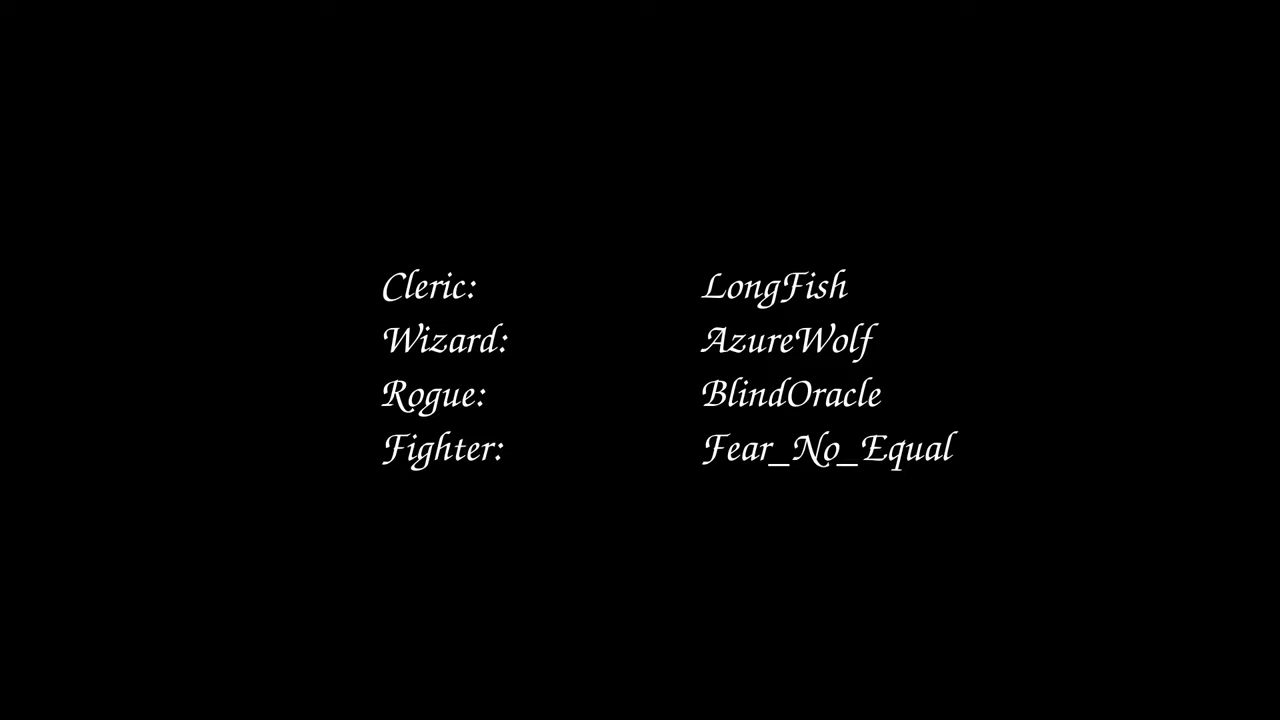 Cleric: LongFish
Wizard: AzureWolf
Rogue: BlindOracle
Fighter: Fear_No_Equal